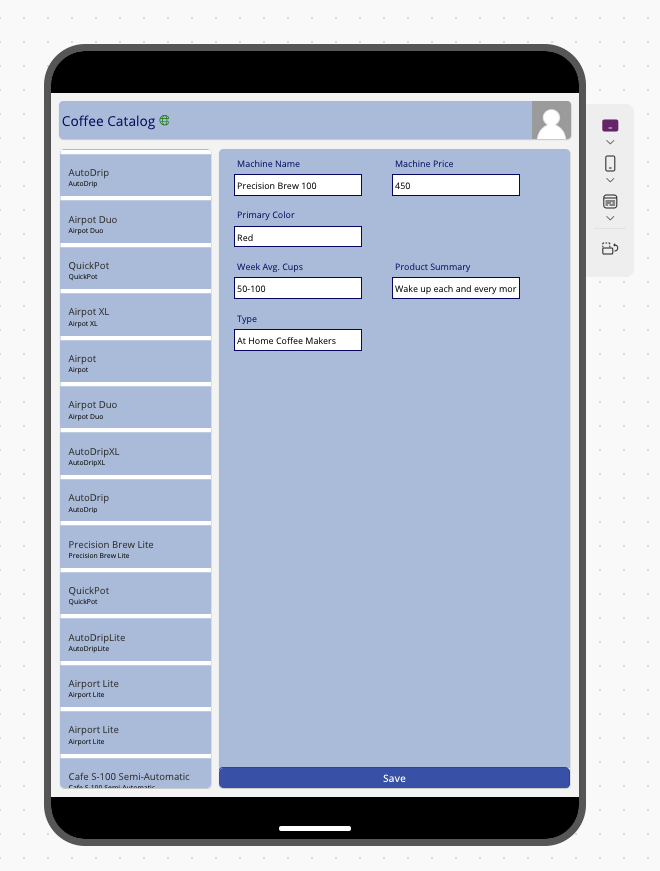 Coffee Catalog
AutoDrip
AutoDrip
Airpot Duo
Airpot Duo
QuickPot
QuickPot
Airpot XL
Airpot XL
Airpot
Airpot
Airpot Duo
Airpot Duo
AutoDripXL
AutoDripXL
AutoDrip
AutoDrip
Precision Brew Lite
Precision Brew Lite
QuickPot
QuickPot
AutoDripLite
AutoDripLite
Airport Lite
Airport Lite
Airport Lite
Airport Lite
Cafe S-100 Semi-Automatic
Cafe S-100 Semi-Automatic
Machine Name
Precision Brew 100
Machine Price
450
Primary Color
Red
Week Avg. Cups
50-100
Product Summary
Wake up each and every mor
Type
At Home Coffee Makers
Save